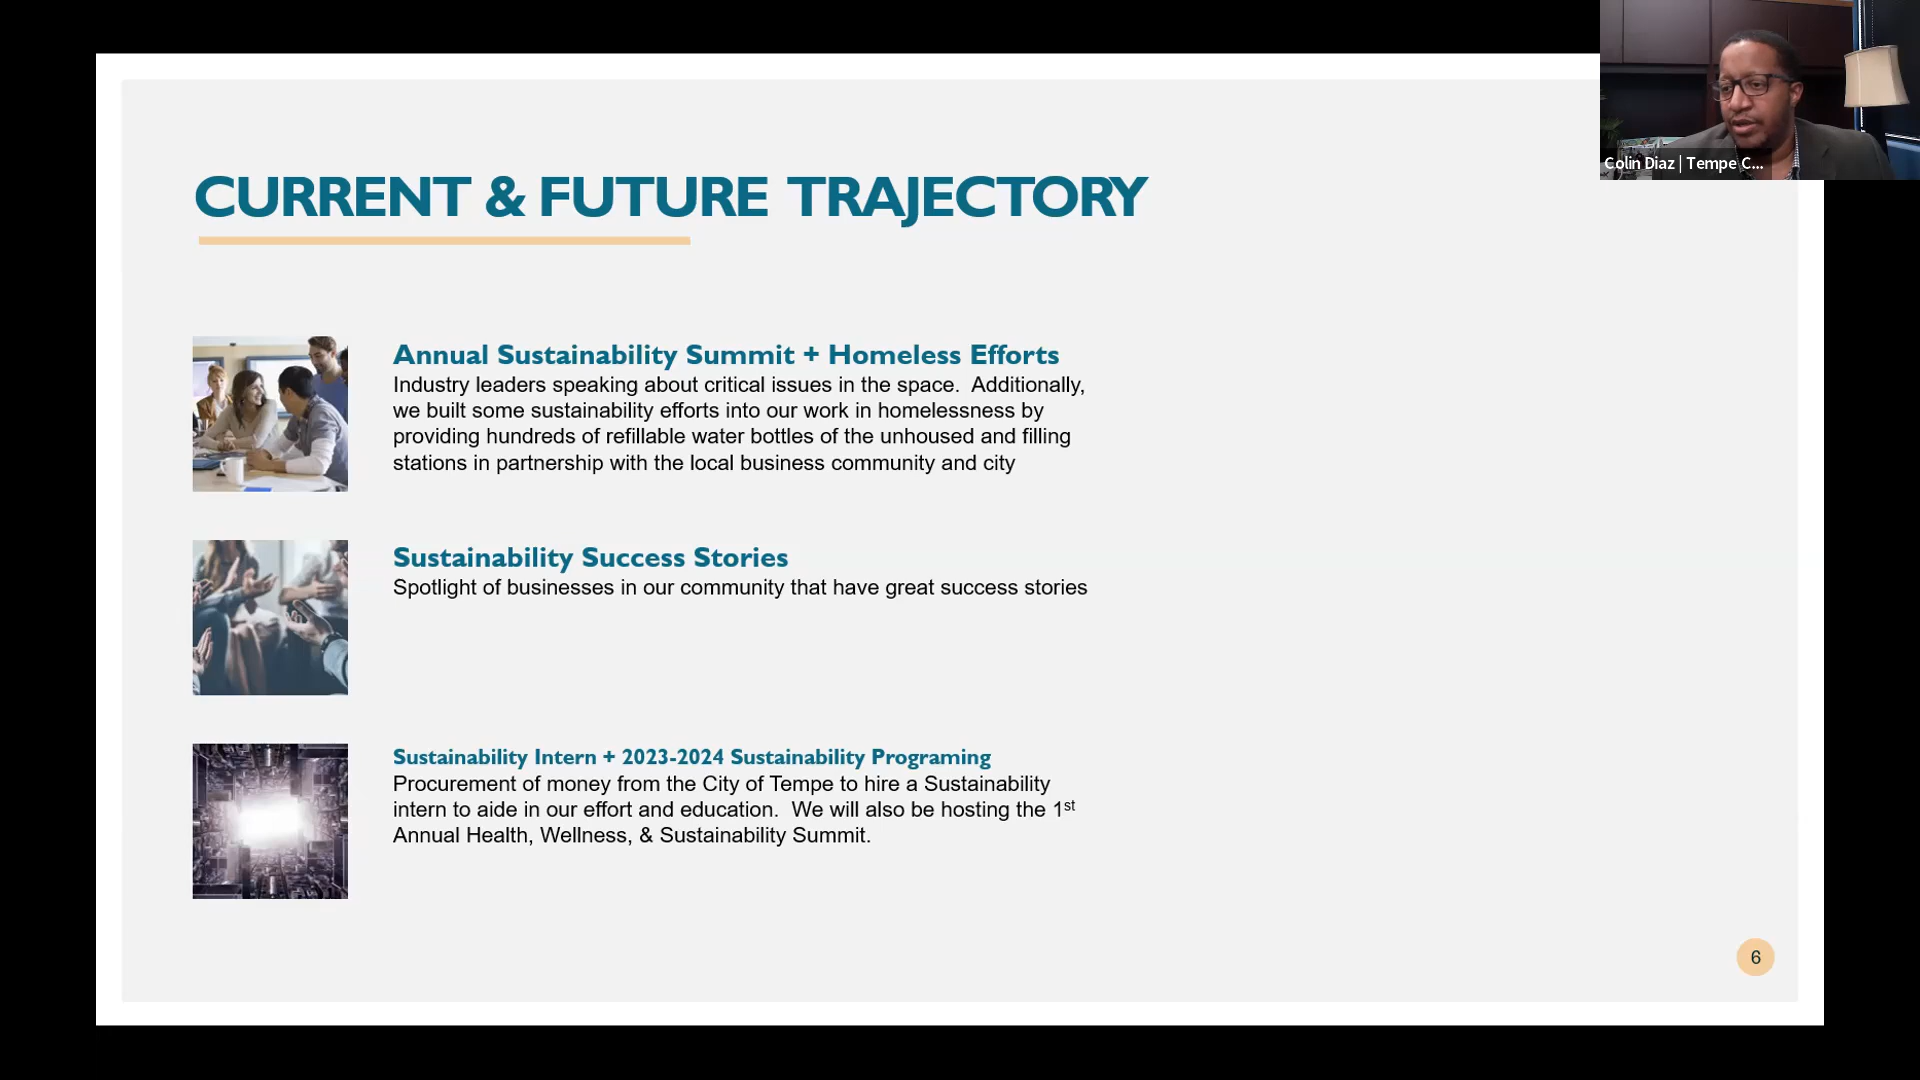 Colin Diaz | Tempe C...
CURRENT & FUTURE TRAJECTORY
Annual Sustainability Summit + Homeless Efforts
Industry leaders speaking about critical issues in the space.  Additionally,
we built some sustainability efforts into our work in homelessness by
providing hundreds of refillable water bottles of the unhoused and filling
stations in partnership with the local business community and city
Sustainability Success Stories
Spotlight of businesses in our community that have great success stories
Sustainability Intern + 2023-2024 Sustainability Programing
Procurement of money from the City of Tempe to hire a Sustainability
intern to aide in our effort and education.  We will also be hosting the 1st
Annual Health, Wellness, & Sustainability Summit.
6